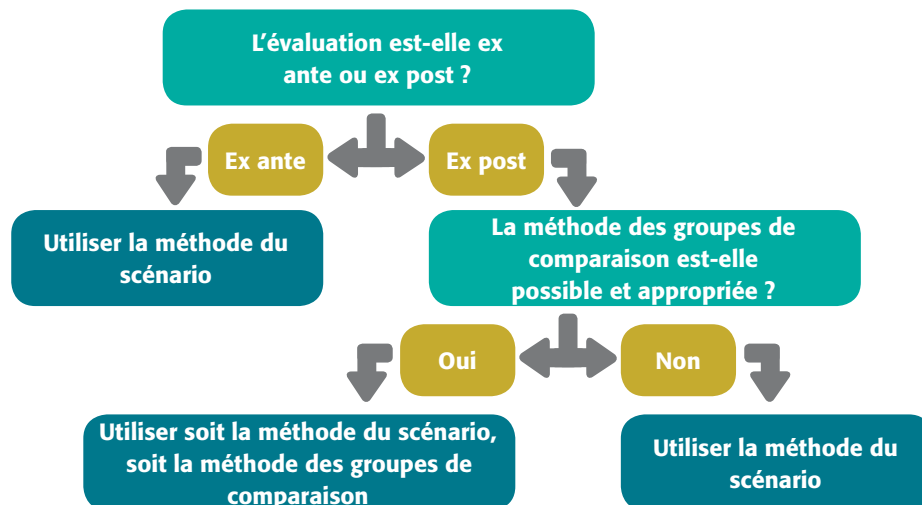 L'évaluation est-elle ex
ante ou ex post ?
Ex ante
Ex post
Utiliser la méthode du
scénario
La méthode des groupes de
comparaison est-elle
possible et appropriée ?
Oui
Non
Utiliser soit la méthode du scénario,
soit la méthode des groupes de
comparaison
Utiliser la méthode du
scénario